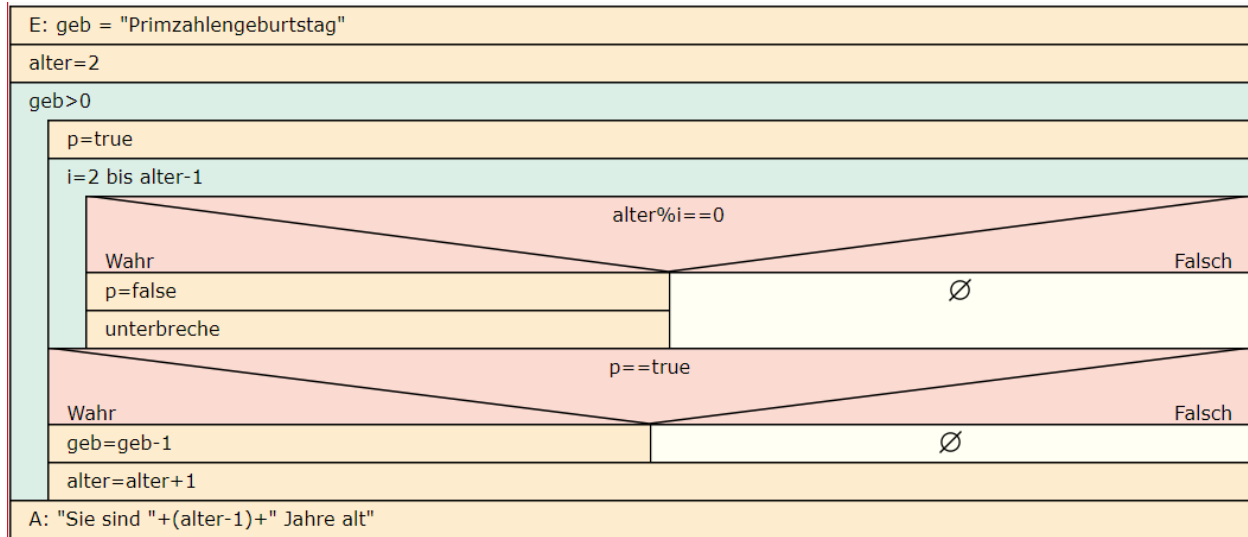 E: geb = "Primzahlengeburtstag"
alter=2
geb>0
p=true
i=2 bis alter-1
alter%i==0
Wahr
Falsch
p=false
∅
unterbreche
p==true
Wahr
Falsch
geb=geb-1
∅
alter=alter+1
A: "Sie sind "+(alter-1)+" Jahre alt"